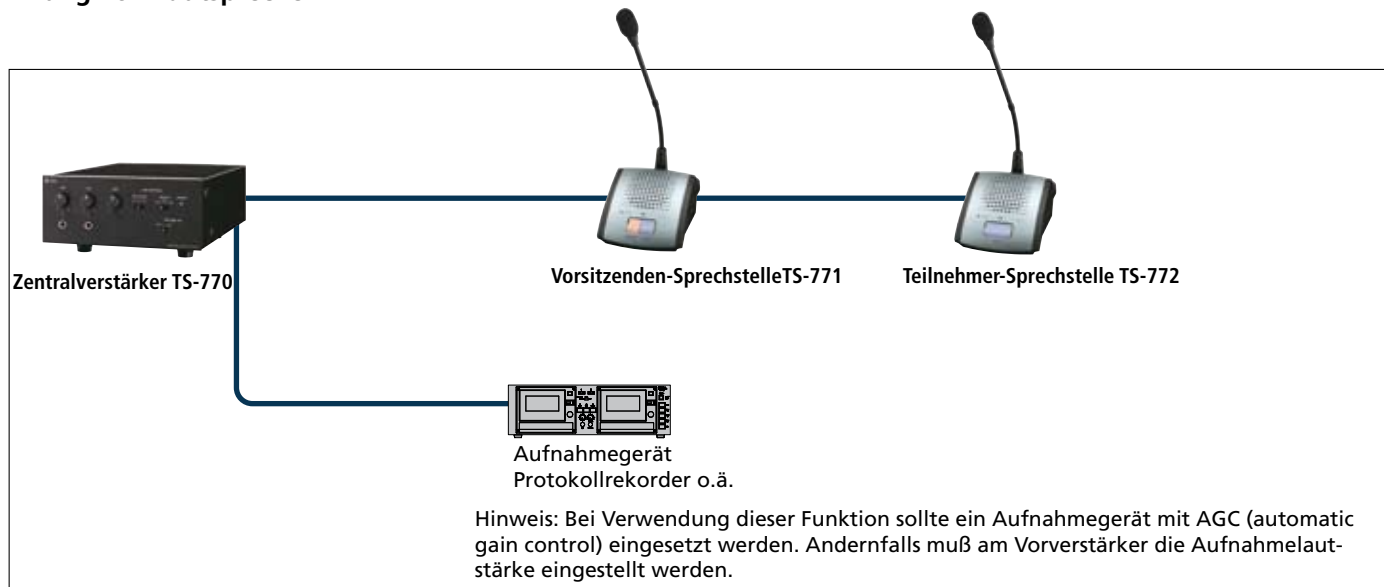 Zentralverstärker TS-770
Vorsitzenden-SprechstelleTS-771
Teilnehmer-Sprechstelle TS-772
Aufnahmegerät
Protokollrekorder o.ä.
Hinweis: Bei Verwendung dieser Funktion sollte ein Aufnahmegerät mit AGC (automatic
gain control) eingesetzt werden. Andernfalls muß am Vorverstärker die Aufnahmelaut-
stärke eingestellt werden.